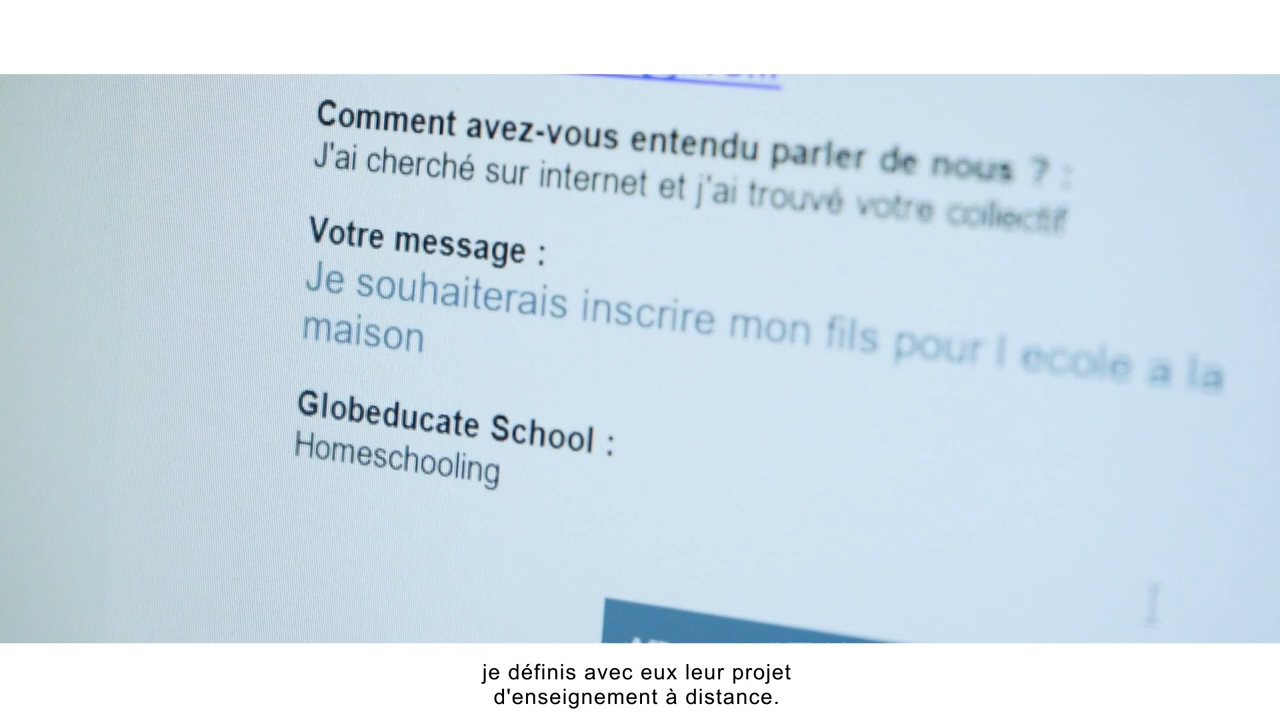 Comment avez-vous entendu parler de nous ? :
J'ai cherché sur internet et j'ai trouvé votre collectif
Votre message :
Je souhaiterais inscrire mon fils pour l ecole a la
maison
Globeducate School :
Homeschooling
je définis avec eux leur projet
d'enseignement à distance.